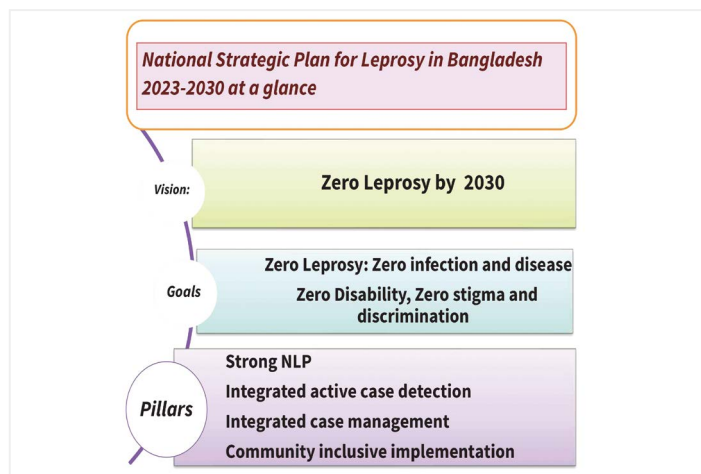 National Strategic Plan for Leprosy in Bangladesh
2023-2030 at a glance
Vision:
Zero Leprosy by 2030
Goals
Zero Leprosy: Zero infection and disease
Zero Disability, Zero stigma and
discrimination
Pillars
Strong NLP
Integrated active case detection
Integrated case management
Community inclusive implementation